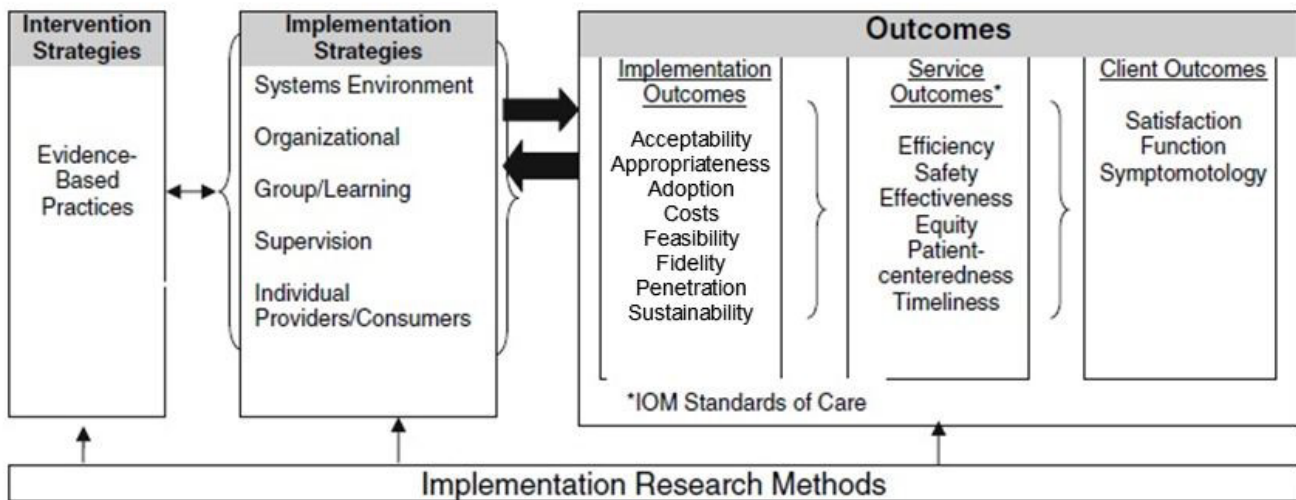 Intervention
Strategies
Evidence-
Based
Practices
Implementation
Strategies
Systems Environment
Organizational
Group/Learning
Supervision
Individual
Providers/Consumers
Outcomes
Implementation
Outcomes
Acceptability
Appropriateness
Adoption
Costs
Feasibility
Fidelity
Penetration
Sustainability
Service
Outcomes*
Efficiency
Safety
Effectiveness
Equity
Patient-
centeredness
Timeliness
Client Outcomes
Satisfaction
Function
Symptomotology
*IOM Standards of Care
Implementation Research Methods